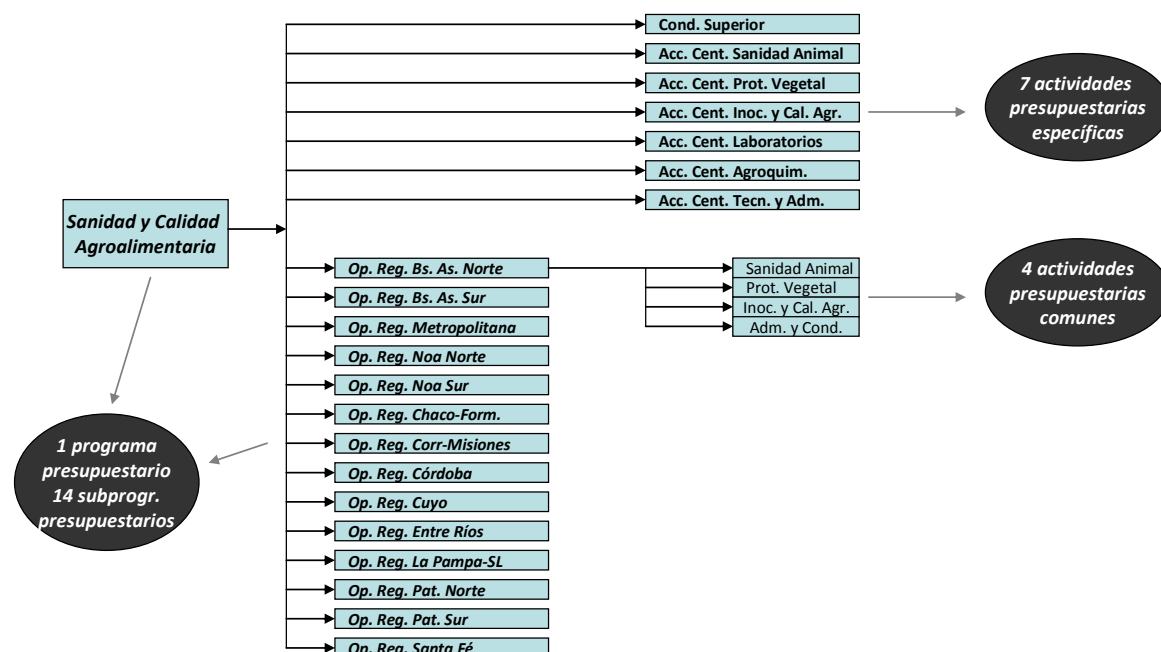 Cond. Superior
Acc. Cent. Sanidad Animal
Acc. Cent. Prot. Vegetal
Acc. Cent. Inoc. y Cal. Agr.
Acc. Cent. Laboratorios
Acc. Cent. Agroquim.
Acc. Cent. Tecn. y Adm.
7 actividades
presupuestarias
específicas
Sanidad y Calidad
Agroalimentaria
Op. Reg. Bs. As. Norte
Op. Reg. Bs. As. Sur
Op. Reg. Metropolitana
Op. Reg. Noa Norte
Op. Reg. Noa Sur
Op. Reg. Chaco-Form.
Op. Reg. Corr-Misiones
Op. Reg. Córdoba
Op. Reg. Cuyo
Op. Reg. Entre Ríos
Op. Reg. La Pampa-SL
Op. Reg. Pat. Norte
Op. Reg. Pat. Sur
Op. Reg. Santa Fé
Sanidad Animal
Prot. Vegetal
Inoc. y Cal. Agr.
Adm. y Cond.
4 actividades
presupuestarias
comunes
1 programa
presupuestario
14 subprogr.
presupuestarios